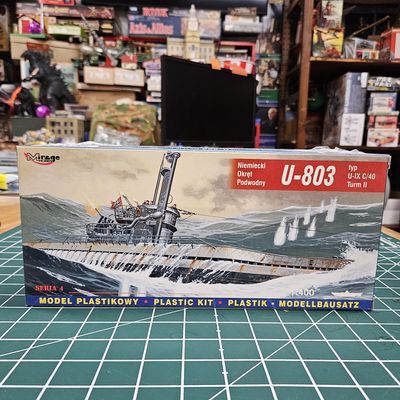 Mirage
HOBBY
Niemiecki
Okręt
Podwodny
U-803
typ
U-IX C/40
Turm II
SERIA 4
1:400
MODEL PLASTIKOWY • PLASTIC KIT • PLASTIK - MODELLBAUSATZ